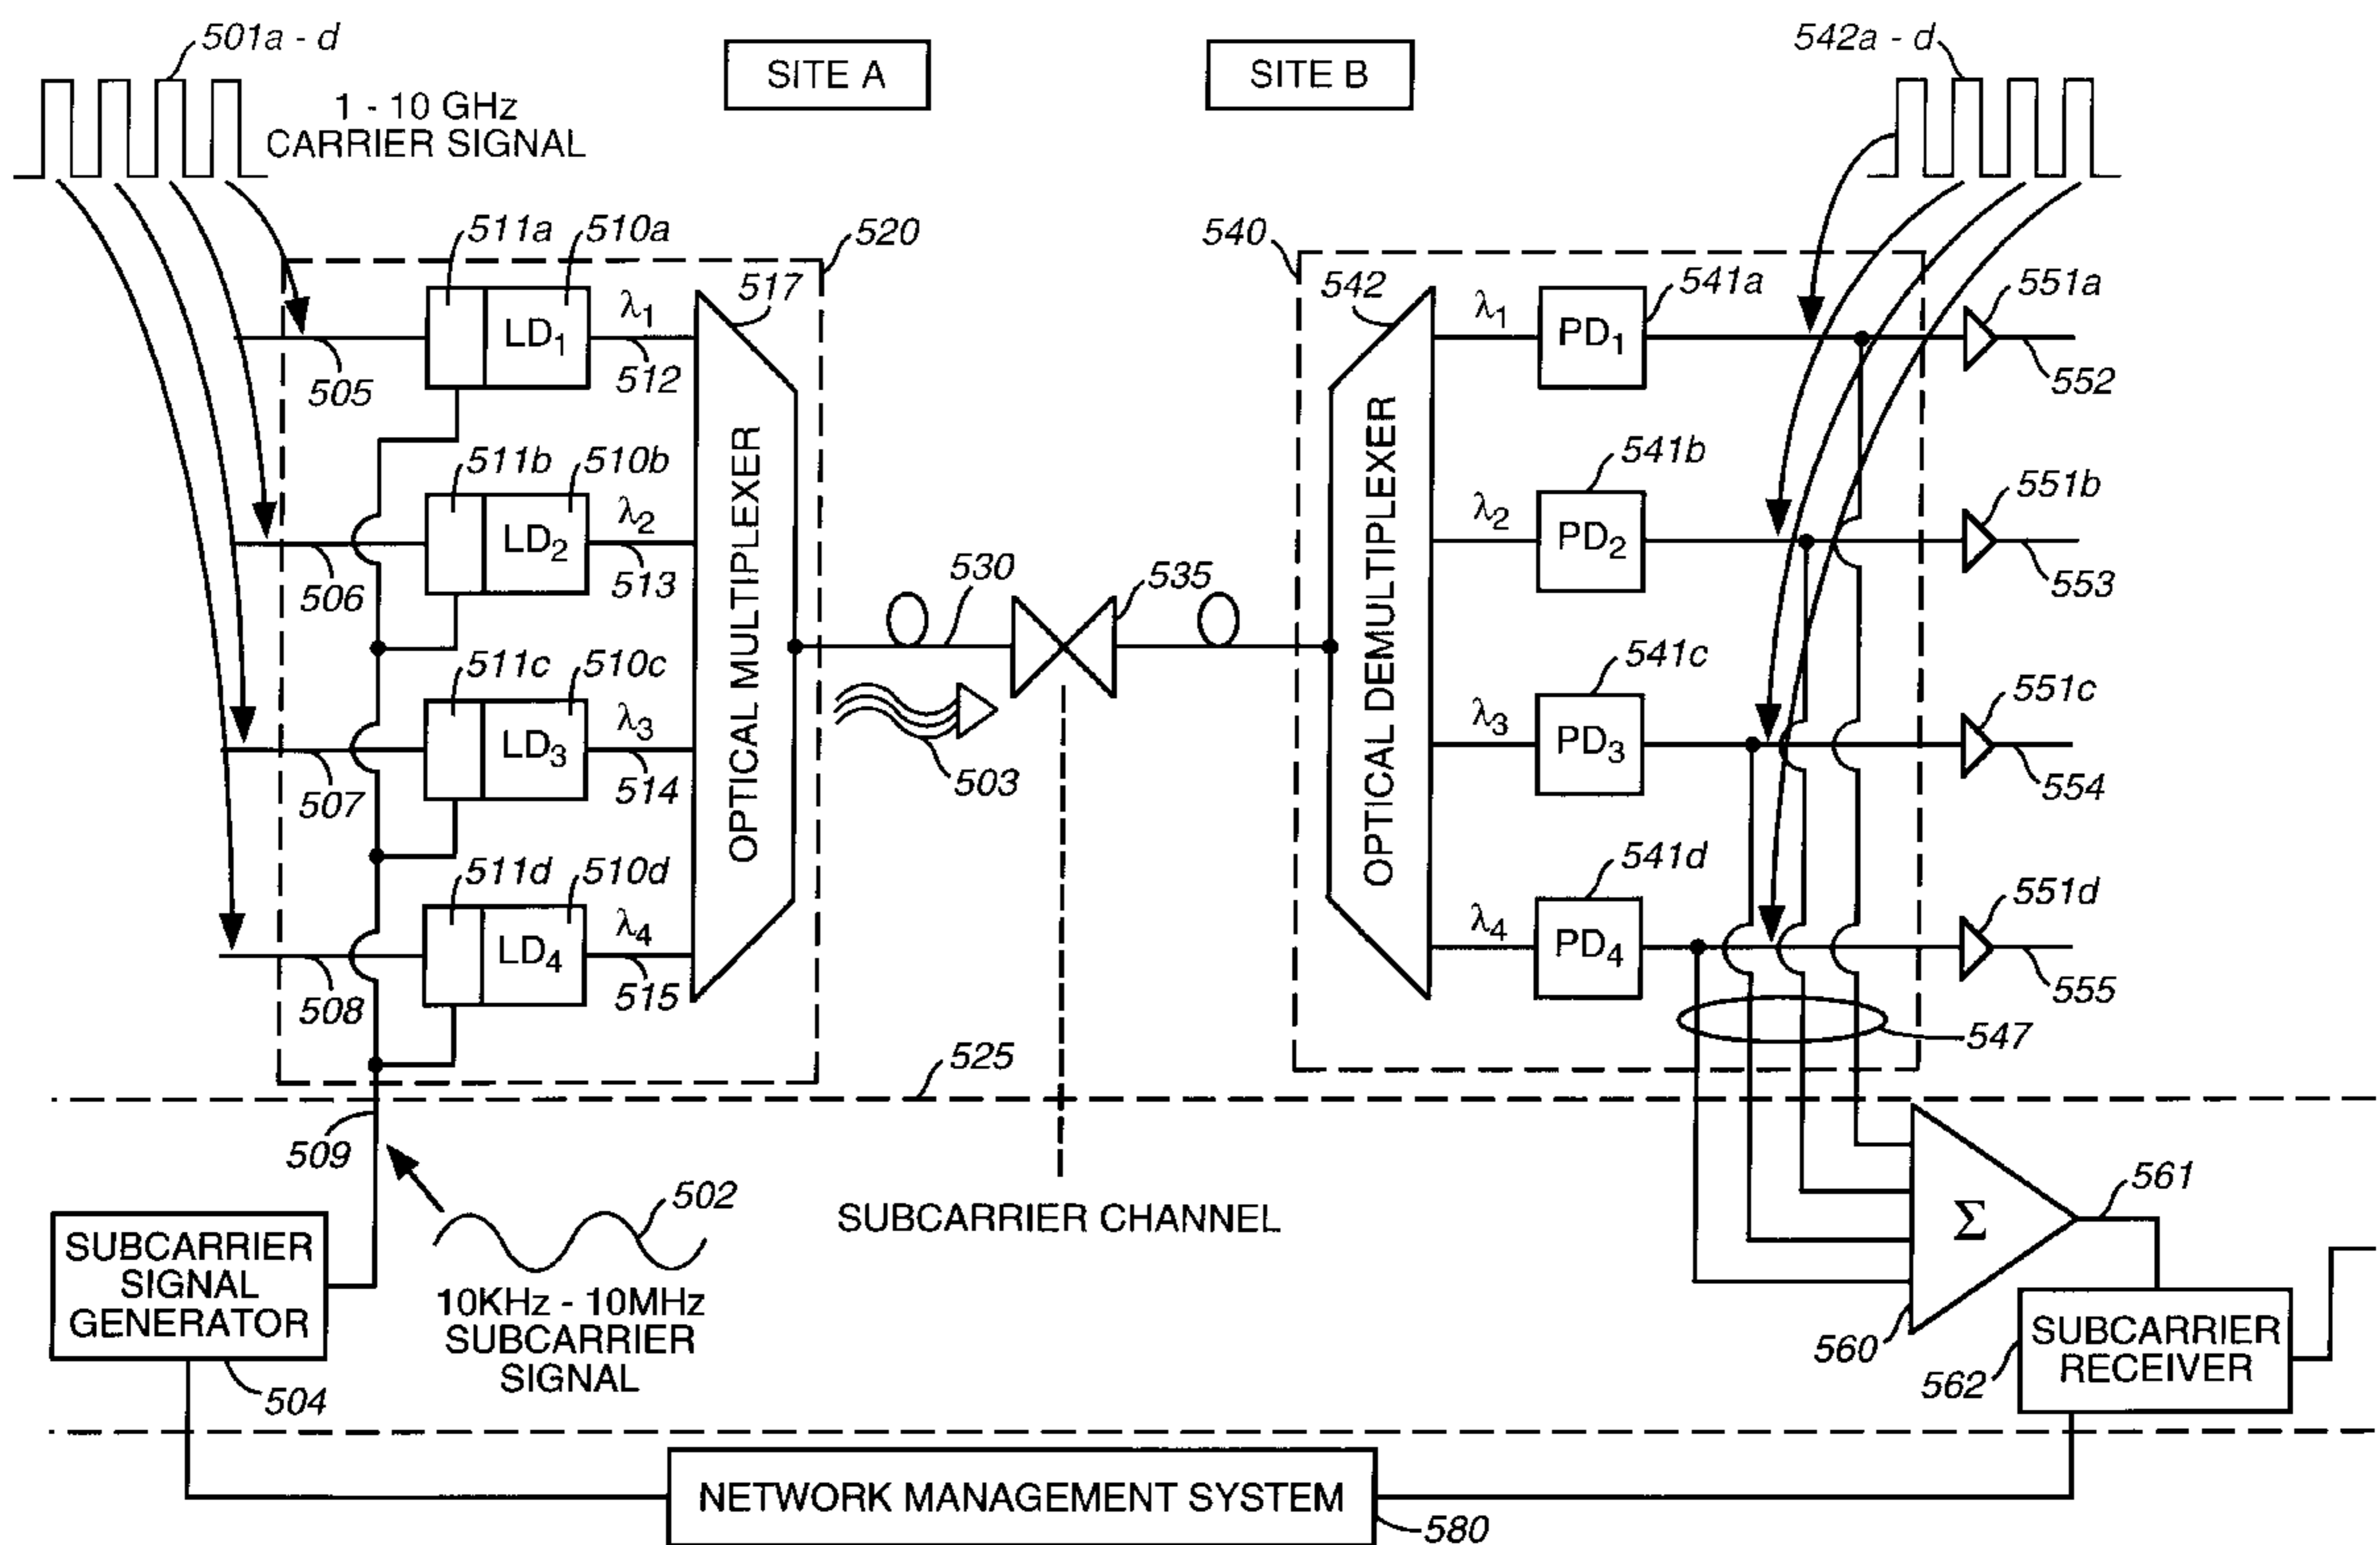 501a - d
SITE A
SITE B
542a - d
1 - 10 GHz
CARRIER SIGNAL
511a
510a
520
540
541a
551a
λ1
517
542
λ1
LD1
PD1
505
512
552
511b
510b
541b
551b
λ2
λ2
LD2
PD2
506
513
530
535
553
511c
510c
541c
551c
λ3
λ3
LD3
PD3
507
514
503
554
OPTICAL MULTIPLEXER
OPTICAL DEMULTIPLEXER
511d
510d
541d
551d
λ4
λ4
LD4
PD4
508
515
555
547
525
509
502
561
SUBCARRIER CHANNEL
Σ
SUBCARRIER
SIGNAL
GENERATOR
10KHz - 10MHz
SUBCARRIER
SIGNAL
560
SUBCARRIER
RECEIVER
562
504
NETWORK MANAGEMENT SYSTEM
580